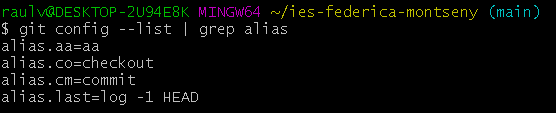 raulv@DESKTOP-2U94E8K MINGW64 ~/ies-federica-montseny (main)
$ git config --list | grep alias
alias.aa=aa
alias.co=checkout
alias.cm=commit
alias.last=log -1 HEAD